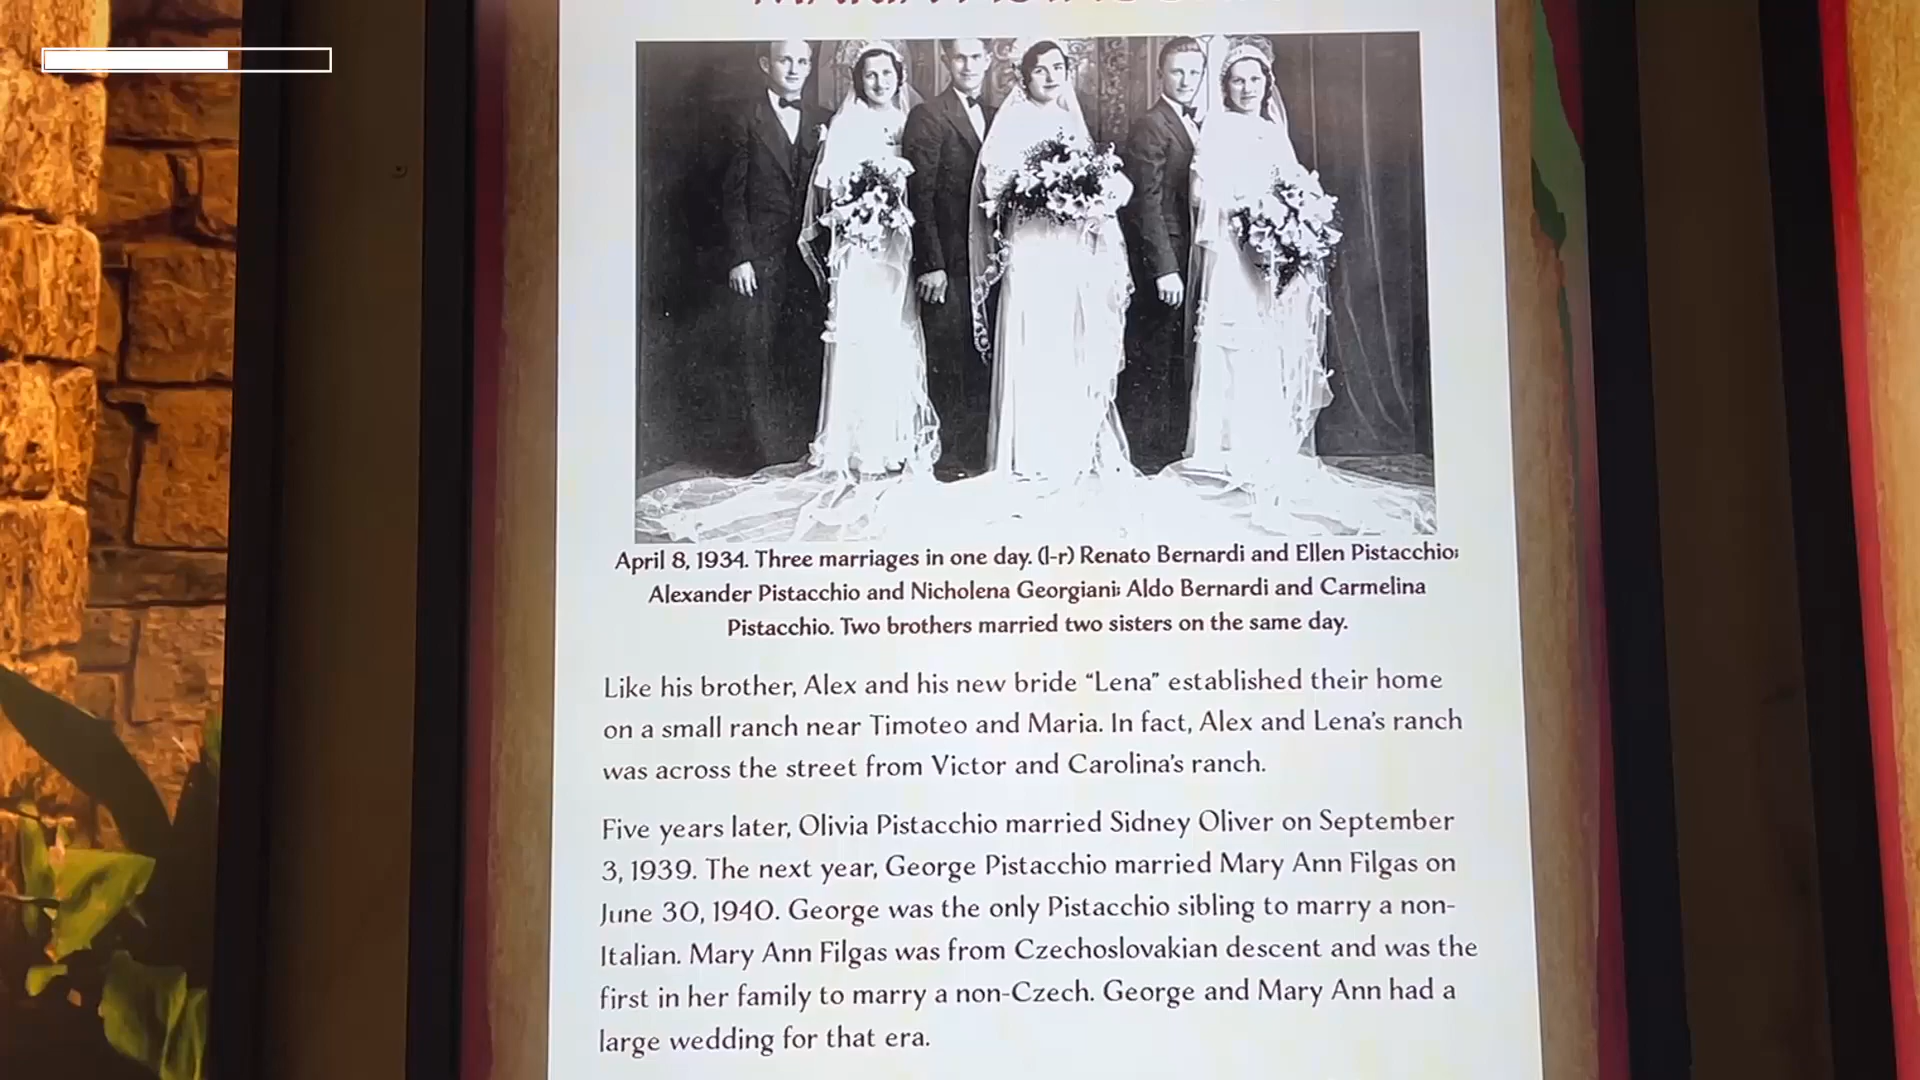 April 8, 1934. Three marriages in one day. (l-r) Renato Bernardi and Ellen Pistacchio;
Alexander Pistacchio and Nicholena Georgiani; Aldo Bernardi and Carmelina
Pistacchio. Two brothers married two sisters on the same day.
Like his brother, Alex and his new bride “Lena” established their home
on a small ranch near Timoteo and Maria. In fact, Alex and Lena’s ranch
was across the street from Victor and Carolina’s ranch.
Five years later, Olivia Pistacchio married Sidney Oliver on September
3, 1939. The next year, George Pistacchio married Mary Ann Filgas on
June 30, 1940. George was the only Pistacchio sibling to marry a non-
Italian. Mary Ann Filgas was from Czechoslovakian descent and was the
first in her family to marry a non-Czech. George and Mary Ann had a
large wedding for that era.